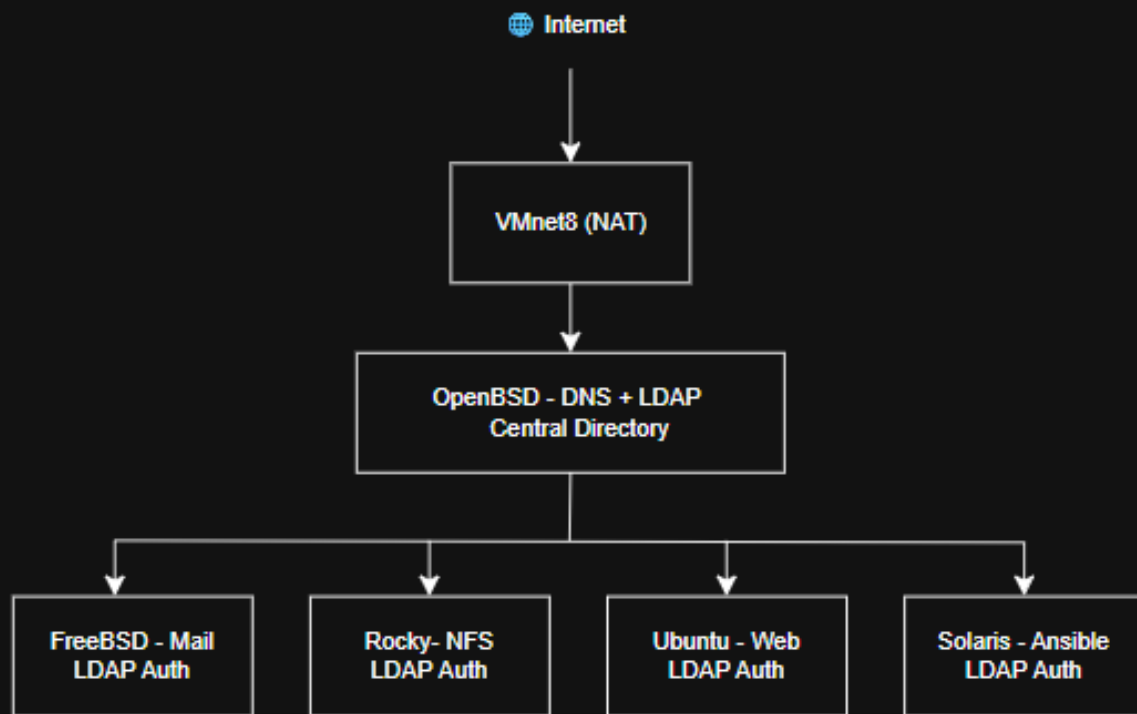 Internet
VMnet8 (NAT)
OpenBSD - DNS + LDAP
Central Directory
FreeBSD - Mail
LDAP Auth
Rocky- NFS
LDAP Auth
Ubuntu - Web
LDAP Auth
Solaris - Ansible
LDAP Auth